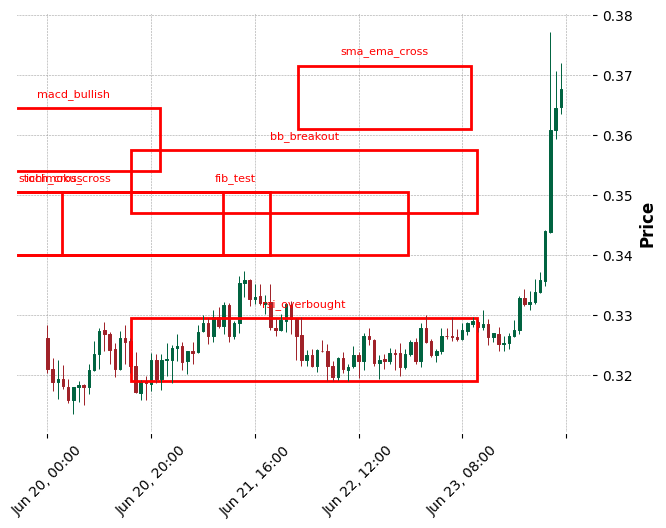 0.38
sma_ema_cross
0.37
macd_bullish
0.36
bb_breakout
fib_test
0.35
Price
0.34
0.33
0.32
Jun 20, 00:00
Jun 20, 20:00
Jun 21, 16:00
Jun 22, 12:00
Jun 23, 08:00